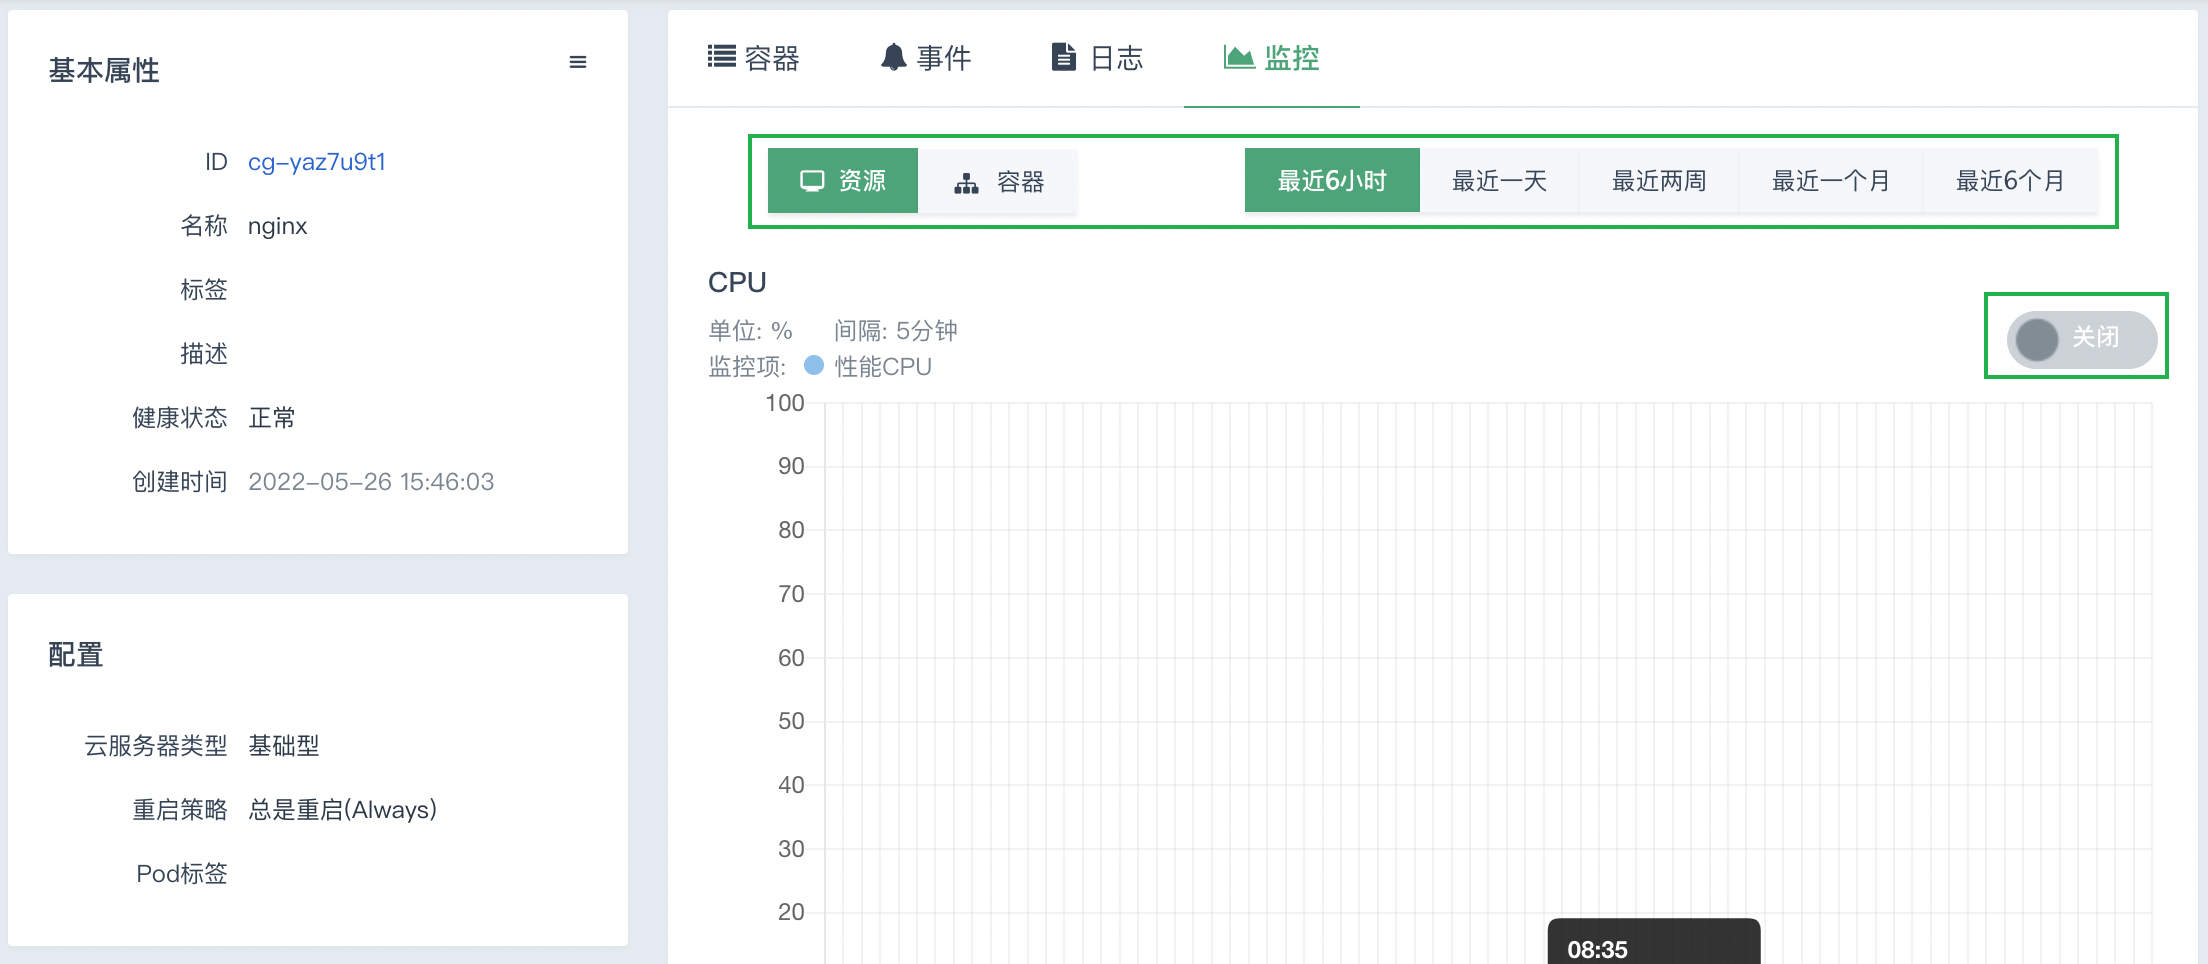 基本属性
ID cg-yaz7u9t1
名称 nginx
标签
描述
健康状态 正常
创建时间 2022-05-26 15:46:03
配置
云服务器类型 基础型
重启策略 总是重启(Always)
Pod标签
容器 事件 日志 监控
资源 容器 最近6小时 最近一天 最近两周 最近一个月 最近6个月
CPU
单位: % 间隔: 5分钟
关闭
监控项: 性能CPU
100
90
80
70
60
50
40
30
20
08:35